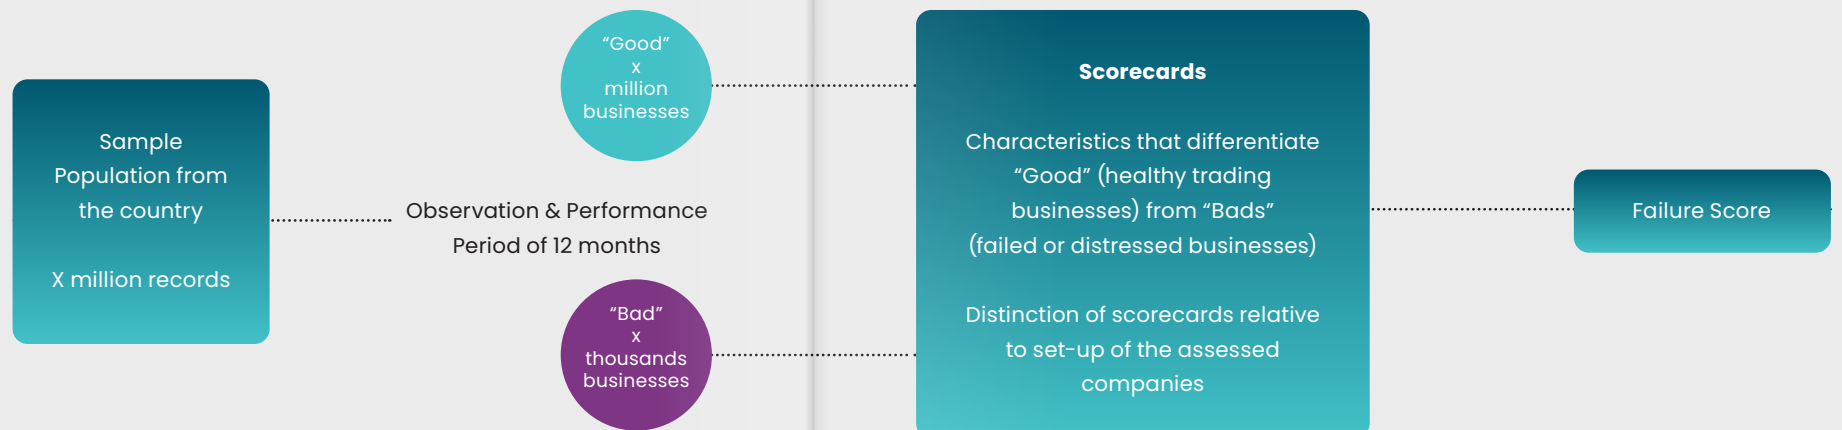 Sample
Population from
the country
X million records
“Good”
x
million
businesses
Observation & Performance
Period of 12 months
“Bad”
x
thousands
businesses
Scorecards
Characteristics that differentiate
“Good” (healthy trading
businesses) from “Bads”
(failed or distressed businesses)
Distinction of scorecards relative
to set-up of the assessed
companies
Failure Score